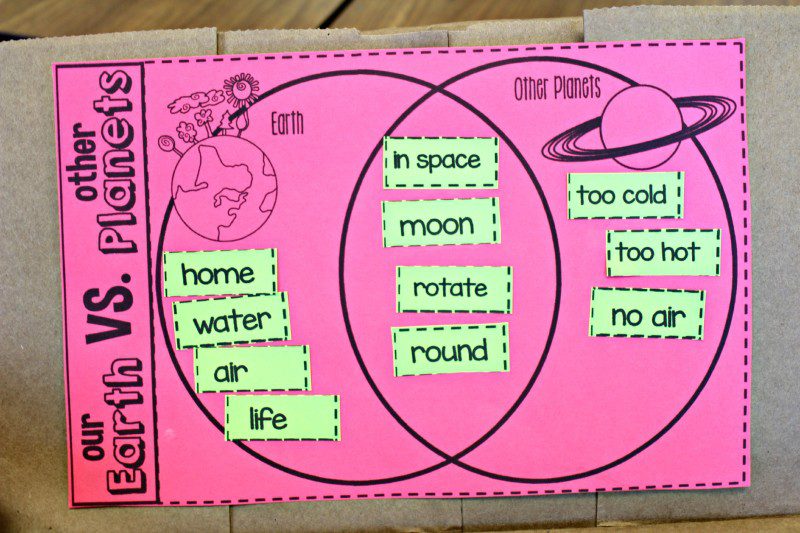 our Earth VS. other Planets
Earth
Other Planets
home
water
air
life
in space
moon
rotate
round
too cold
too hot
no air